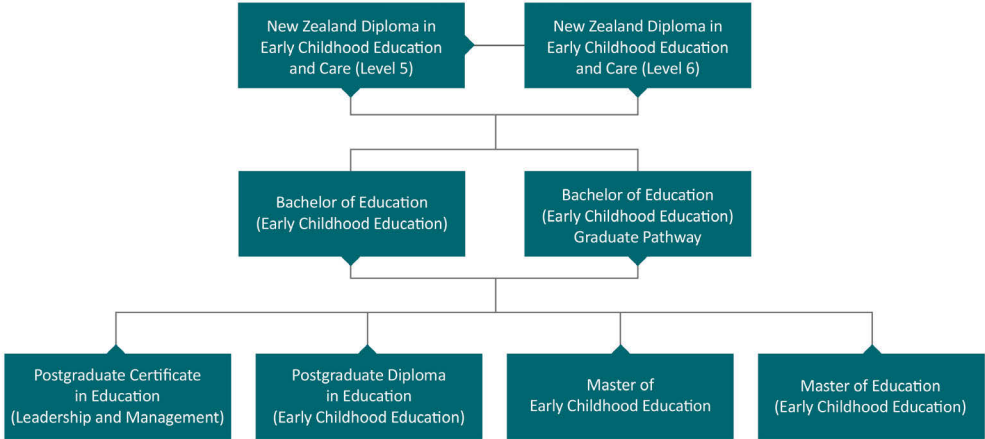 New Zealand Diploma in
Early Childhood Education
and Care (Level 5)
New Zealand Diploma in
Early Childhood Education
and Care (Level 6)
Bachelor of Education
(Early Childhood Education)
Bachelor of Education
(Early Childhood Education)
Graduate Pathway
Postgraduate Certificate
in Education
(Leadership and Management)
Postgraduate Diploma
in Education
(Early Childhood Education)
Master of
Early Childhood Education
Master of Education
(Early Childhood Education)